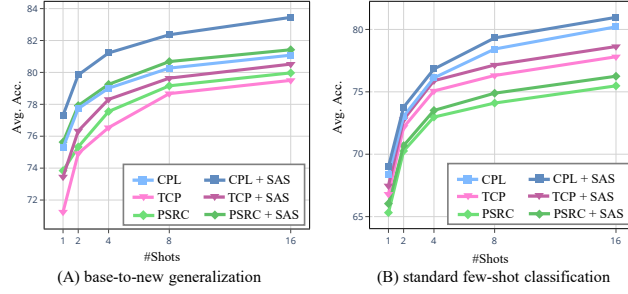 84
82
80
78
76
74
72
Avg. Acc.
CPL
CPL + SAS
TCP
TCP + SAS
PSRC
PSRC + SAS
1 2 4 8 16
#Shots
(A) base-to-new generalization
80
75
70
65
Avg. Acc.
CPL
CPL + SAS
TCP
TCP + SAS
PSRC
PSRC + SAS
1 2 4 8 16
#Shots
(B) standard few-shot classification